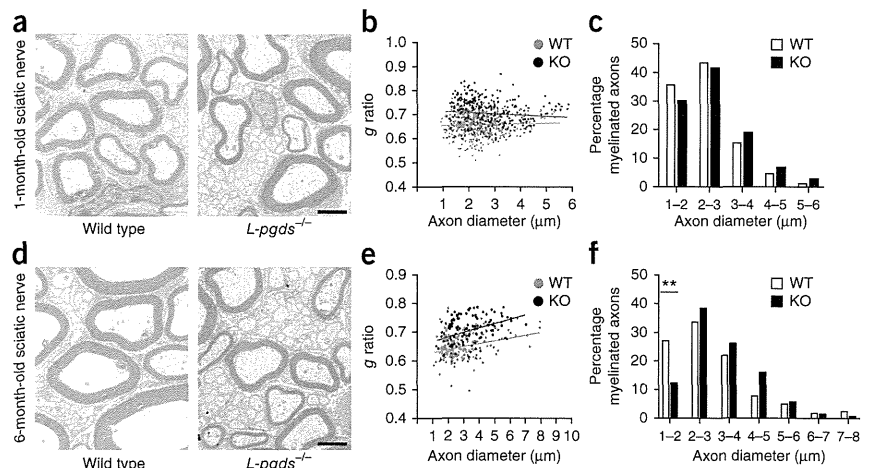 a
1-month-old sciatic nerve
Wild type
L-pgds–/–
b
WT
KO
1.0
0.9
0.8
0.7
0.6
0.5
0.4
g ratio
1 2 3 4 5 6
Axon diameter (μm)
c
WT
KO
50
40
30
20
10
0
Percentage
myelinated axons
1–2 2–3 3–4 4–5 5–6
Axon diameter (μm)
d
6-month-old sciatic nerve
Wild type
L-pgds–/–
e
WT
KO
0.9
0.8
0.7
0.6
0.5
0.4
g ratio
1 2 3 4 5 6 7 8 9 10
Axon diameter (μm)
f
WT
KO
**
50
40
30
20
10
0
Percentage
myelinated axons
1–2 2–3 3–4 4–5 5–6 6–7 7–8
Axon diameter (μm)